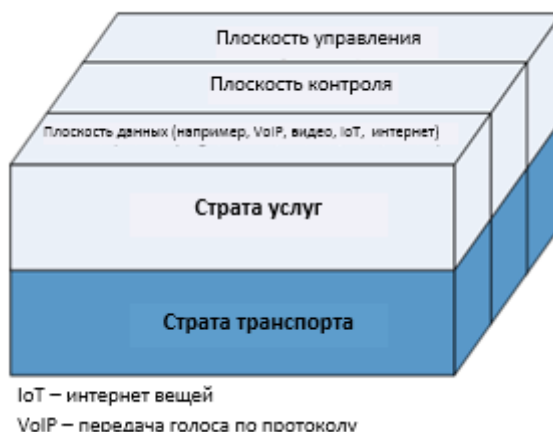 Плоскость управления
Плоскость контроля
Плоскость данных (например, VoIP, видео, IoT, интернет)
Страта услуг
Страта транспорта
IoT – интернет вещей
VoIP – передача голоса по протоколу